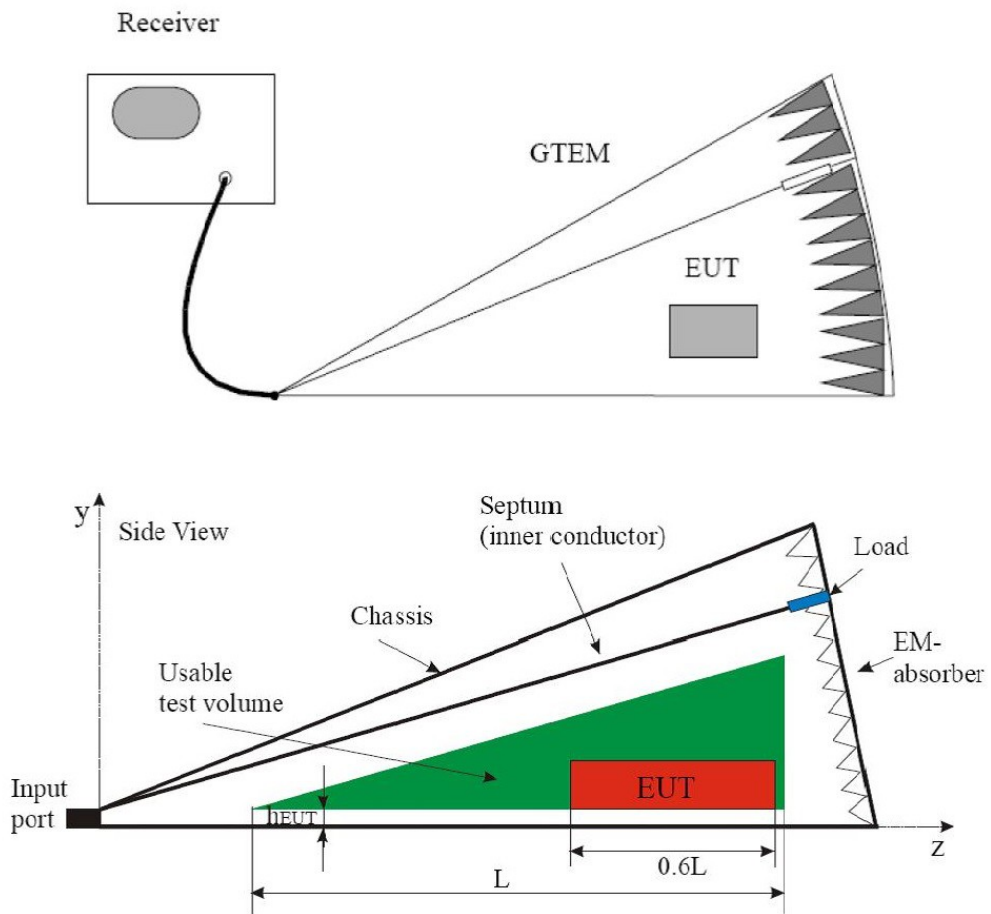 Receiver
GTEM
EUT
y
Side View
Septum
(inner conductor)
Load
Chassis
EM-
absorber
Usable
test volume
Input
port
EUT
hEUT
z
0.6L
L